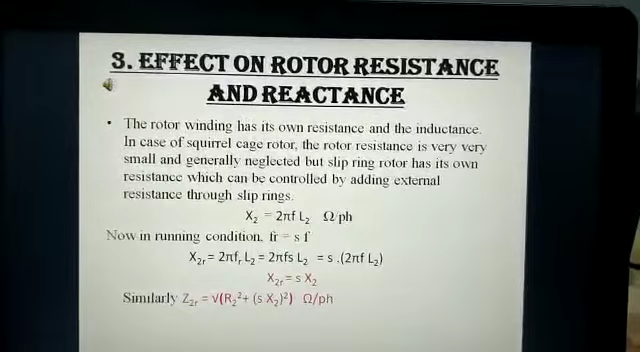 3. EFFECT ON ROTOR RESISTANCE
AND REACTANCE
• The rotor winding has its own resistance and the inductance.
In case of squirrel cage rotor, the rotor resistance is very very
small and generally neglected but slip ring rotor has its own
resistance which can be controlled by adding external
resistance through slip rings.
X₂ = 2πf L₂ Ω/ph
Now in running condition, fr = s f
X₂ᵣ = 2πfᵣ L₂ = 2πfs L₂ = s .(2πf L₂)
X₂ᵣ = s X₂
Similarly Z₂ᵣ = √(R₂²+ (s X₂)²) Ω/ph